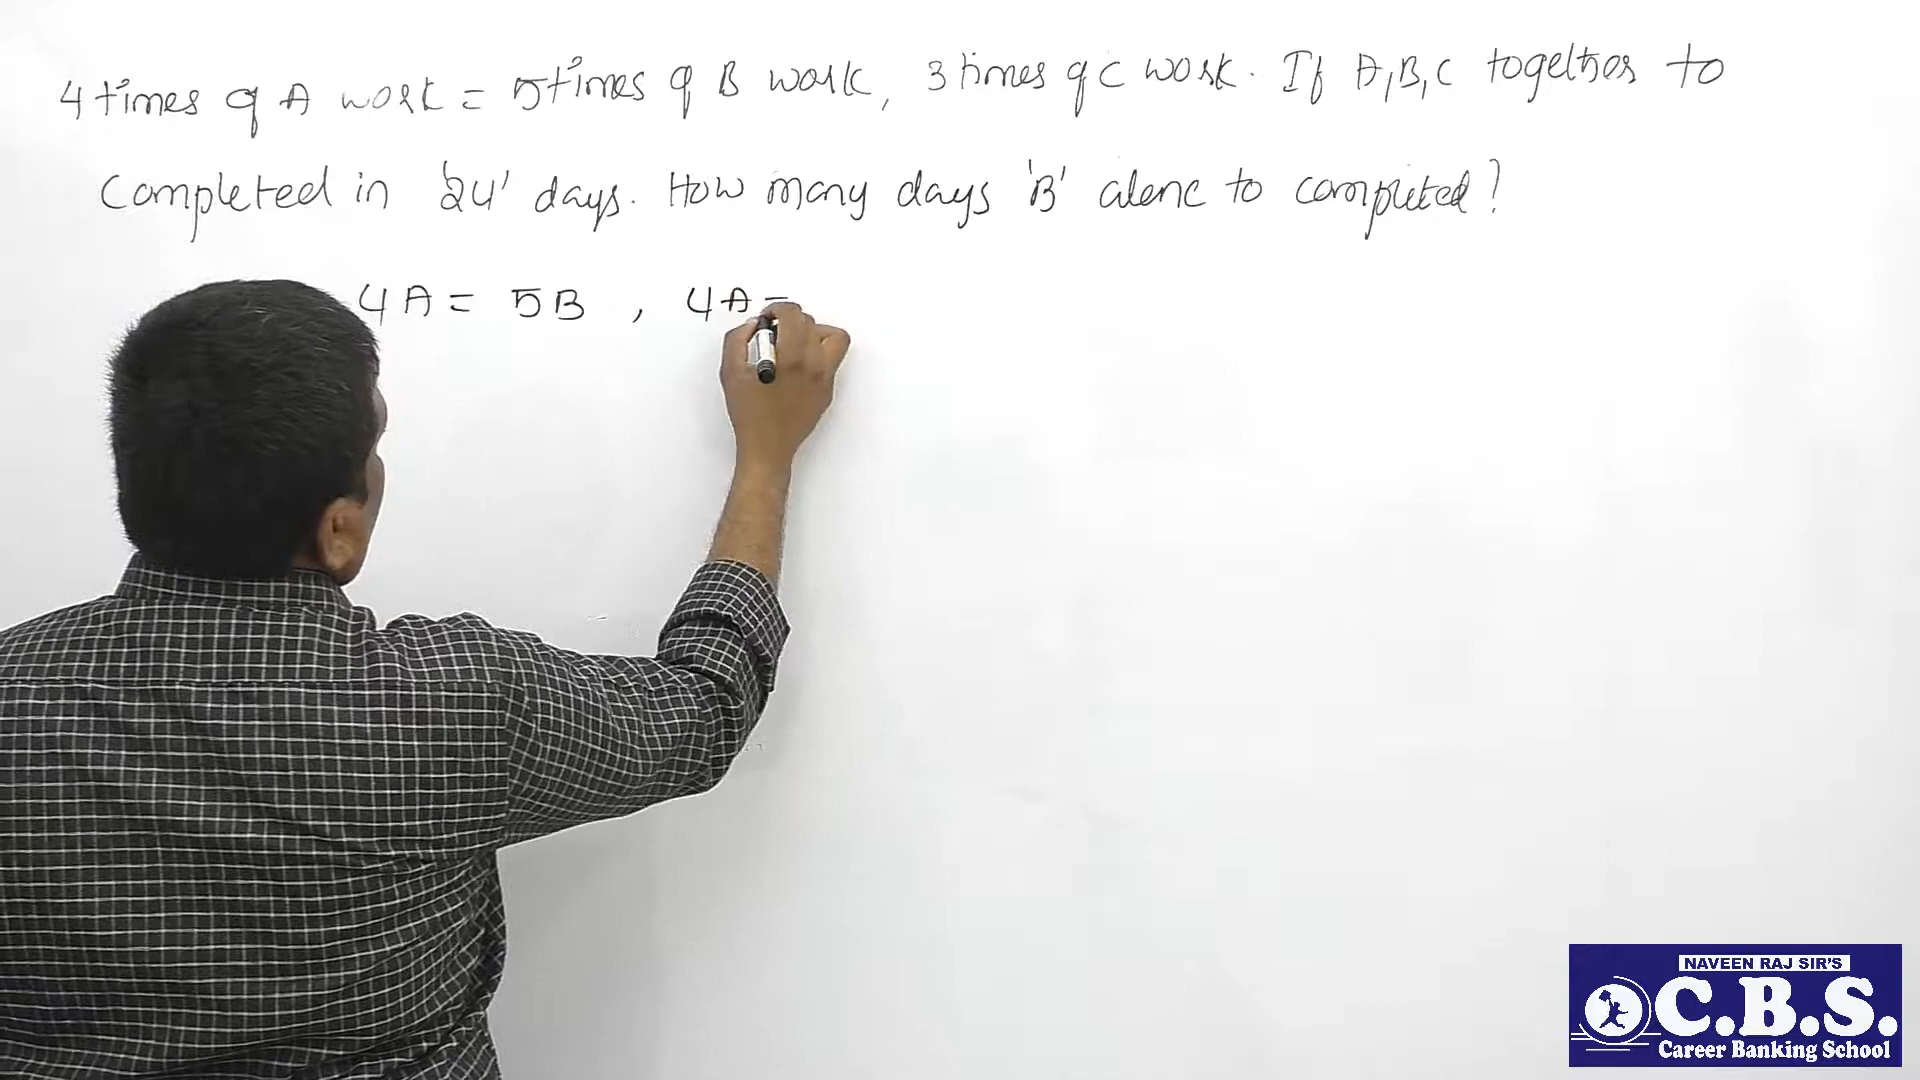 4 times of A work = 5 times of B work, 3 times of C work. If A,B,C together to
Completed in '24' days. How many days 'B' alone to completed?
4A = 5B , 4A =
NAVEEN RAJ SIR'S
C.B.S.
Career Banking School